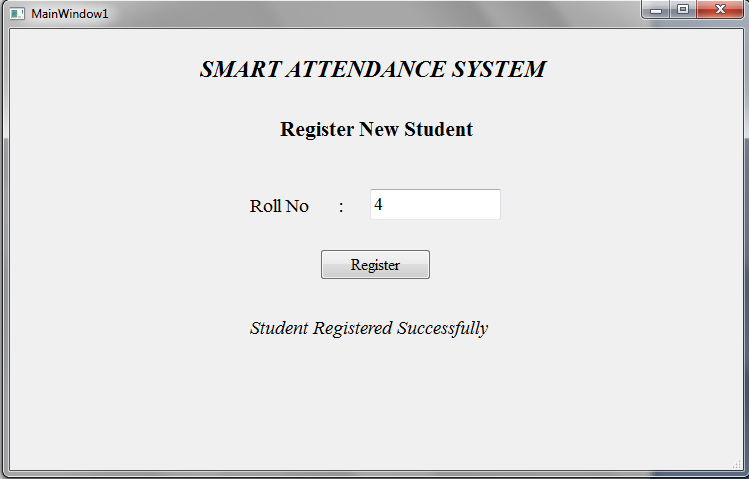 MainWindow1
SMART ATTENDANCE SYSTEM
Register New Student
Roll No : 4
Register
Student Registered Successfully